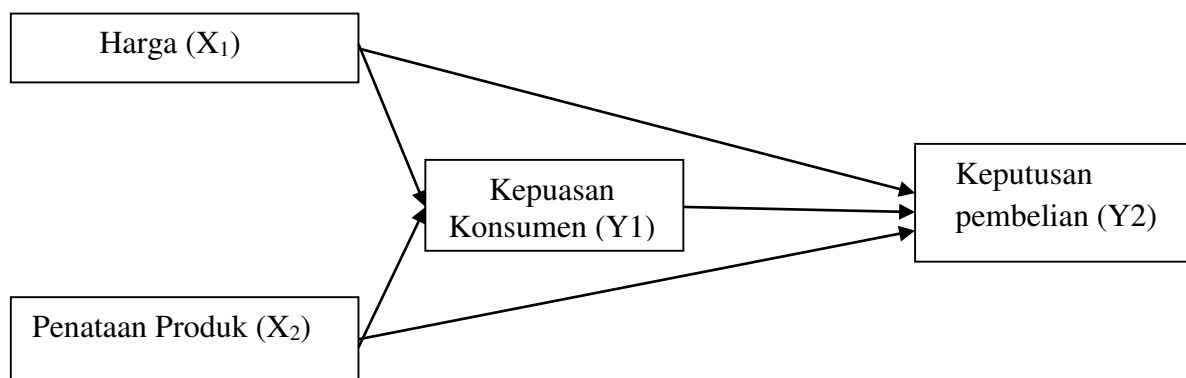 Harga (X₁)
Kepuasan
Konsumen (Y1)
Keputusan
pembelian (Y2)
Penataan Produk (X₂)